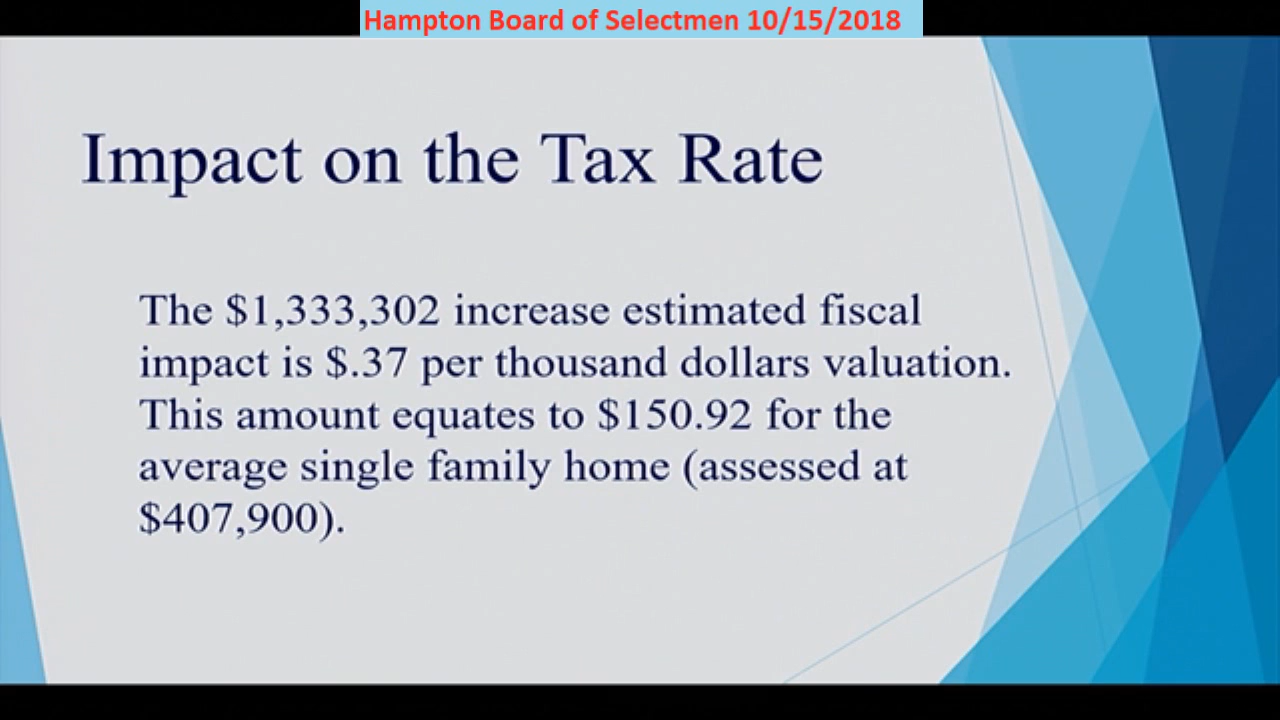 Hampton Board of Selectmen 10/15/2018
Impact on the Tax Rate
The $1,333,302 increase estimated fiscal
impact is $.37 per thousand dollars valuation.
This amount equates to $150.92 for the
average single family home (assessed at
$407,900).